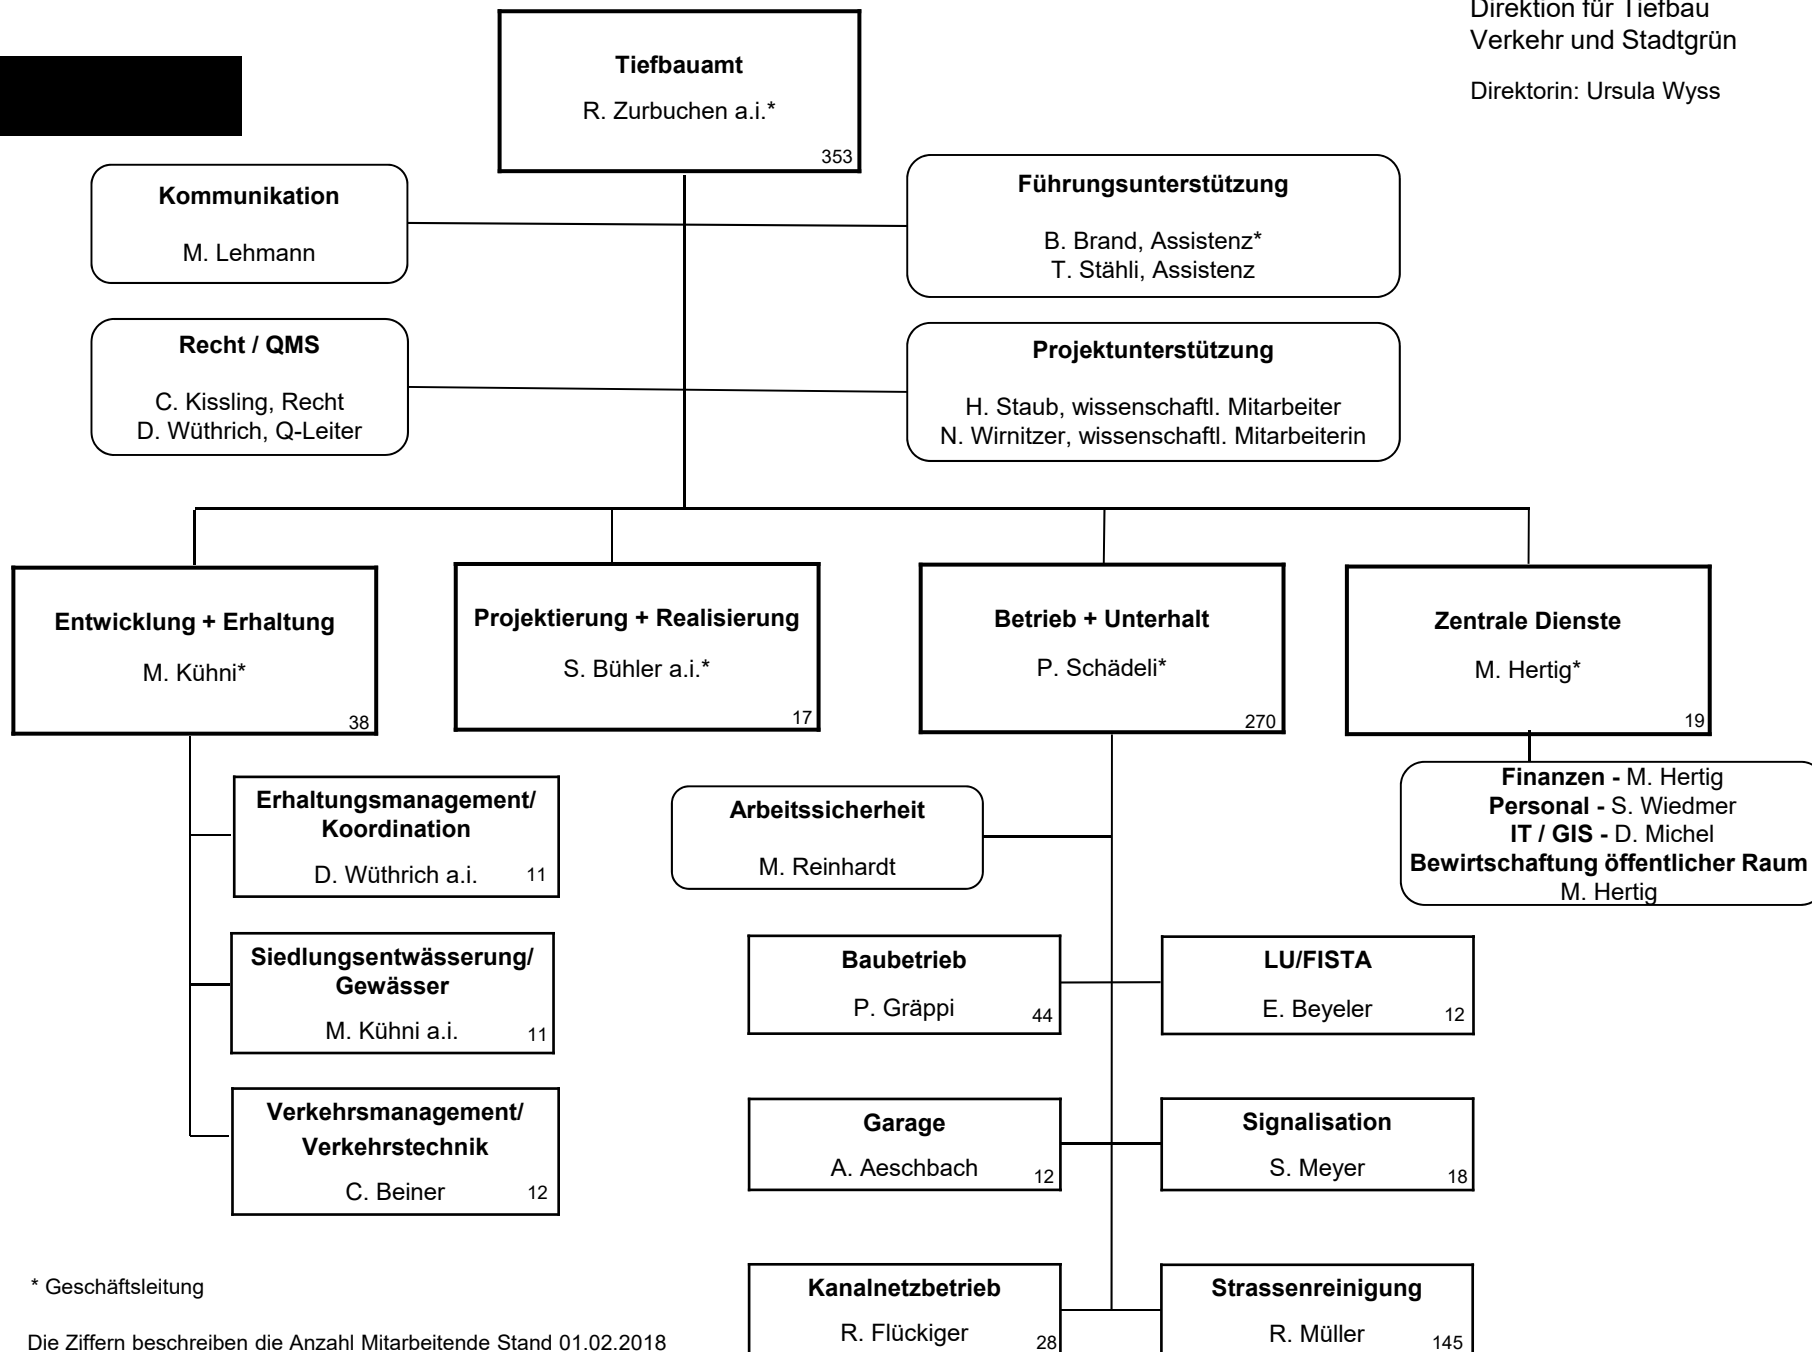 Direktion für Tiefbau
Verkehr und Stadtgrün
Direktorin: Ursula Wyss
Tiefbauamt
R. Zurbuchen a.i.*
353
Kommunikation
M. Lehmann
Führungsunterstützung
B. Brand, Assistenz*
T. Stähli, Assistenz
Recht / QMS
C. Kissling, Recht
D. Wüthrich, Q-Leiter
Projektunterstützung
H. Staub, wissenschaftl. Mitarbeiter
N. Wirnitzer, wissenschaftl. Mitarbeiterin
Entwicklung + Erhaltung
M. Kühni*
38
Projektierung + Realisierung
S. Bühler a.i.*
17
Betrieb + Unterhalt
P. Schädeli*
270
Zentrale Dienste
M. Hertig*
19
Erhaltungsmanagement/
Koordination
D. Wüthrich a.i. 11
Siedlungsentwässerung/
Gewässer
M. Kühni a.i. 11
Verkehrsmanagement/
Verkehrstechnik
C. Beiner 12
Arbeitssicherheit
M. Reinhardt
Finanzen - M. Hertig
Personal - S. Wiedmer
IT / GIS - D. Michel
Bewirtschaftung öffentlicher Raum
M. Hertig
Baubetrieb
P. Gräppi 44
LU/FISTA
E. Beyeler 12
Garage
A. Aeschbach 12
Signalisation
S. Meyer 18
Kanalnetzbetrieb
R. Flückiger 28
Strassenreinigung
R. Müller 145
* Geschäftsleitung
Die Ziffern beschreiben die Anzahl Mitarbeitende Stand 01.02.2018